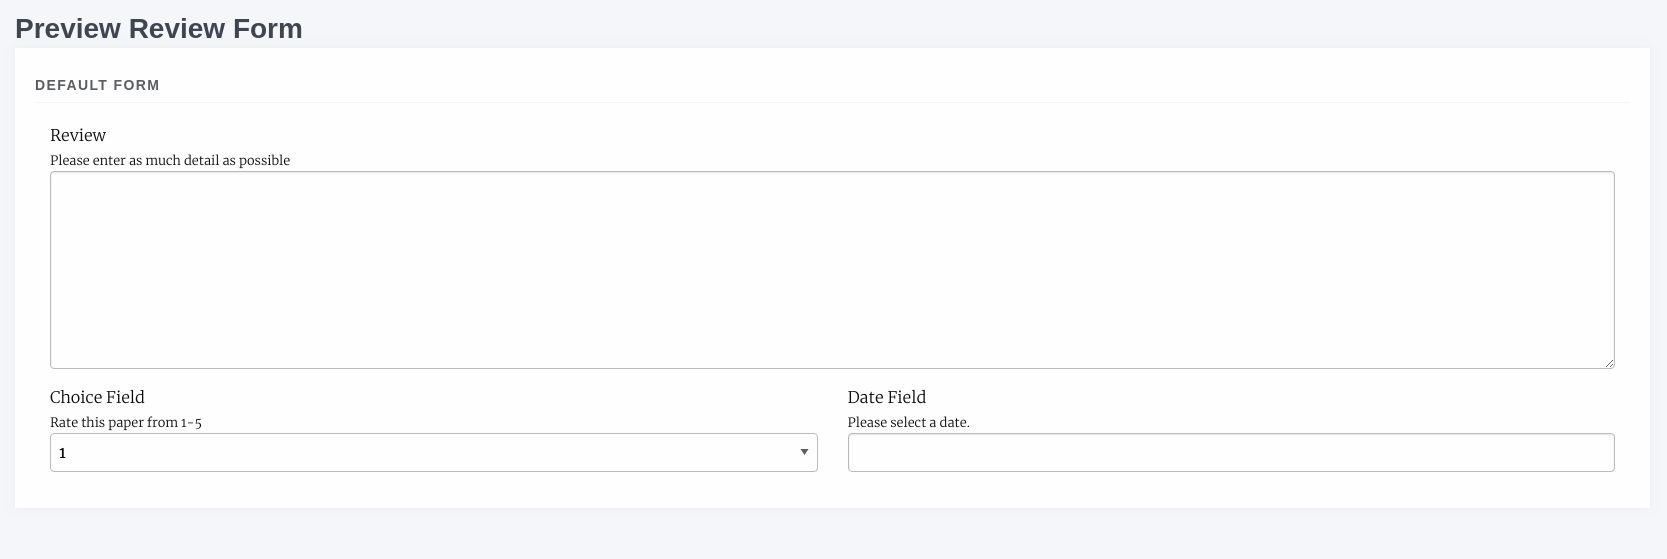 Preview Review Form
DEFAULT FORM
Review
Please enter as much detail as possible
Choice Field
Rate this paper from 1-5
1
Date Field
Please select a date.